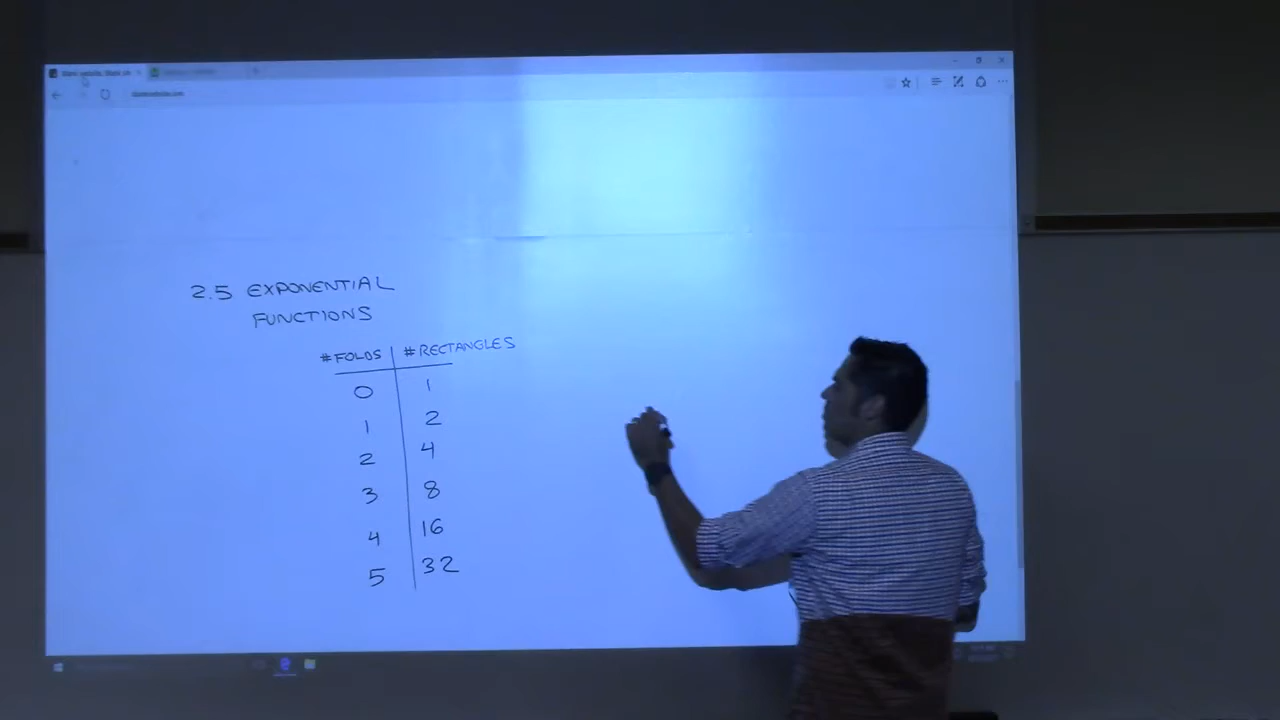 2.5 EXPONENTIAL
FUNCTIONS
#FOLDS #RECTANGLES
0 1
1 2
2 4
3 8
4 16
5 32